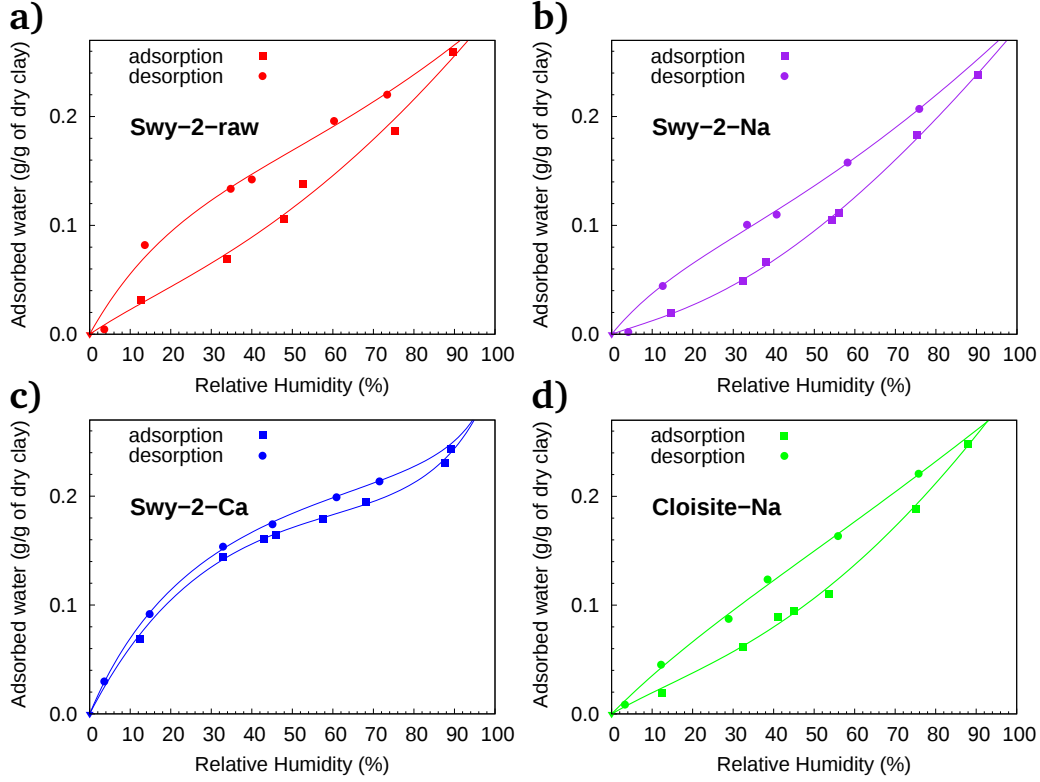 a)
Adsorbed water (g/g of dry clay)
adsorption
desorption
Swy−2−raw
0.2
0.1
0.0
0 10 20 30 40 50 60 70 80 90 100
Relative Humidity (%)
b)
Adsorbed water (g/g of dry clay)
adsorption
desorption
Swy−2−Na
0.2
0.1
0.0
0 10 20 30 40 50 60 70 80 90 100
Relative Humidity (%)
c)
Adsorbed water (g/g of dry clay)
adsorption
desorption
Swy−2−Ca
0.2
0.1
0.0
0 10 20 30 40 50 60 70 80 90 100
Relative Humidity (%)
d)
Adsorbed water (g/g of dry clay)
adsorption
desorption
Cloisite−Na
0.2
0.1
0.0
0 10 20 30 40 50 60 70 80 90 100
Relative Humidity (%)